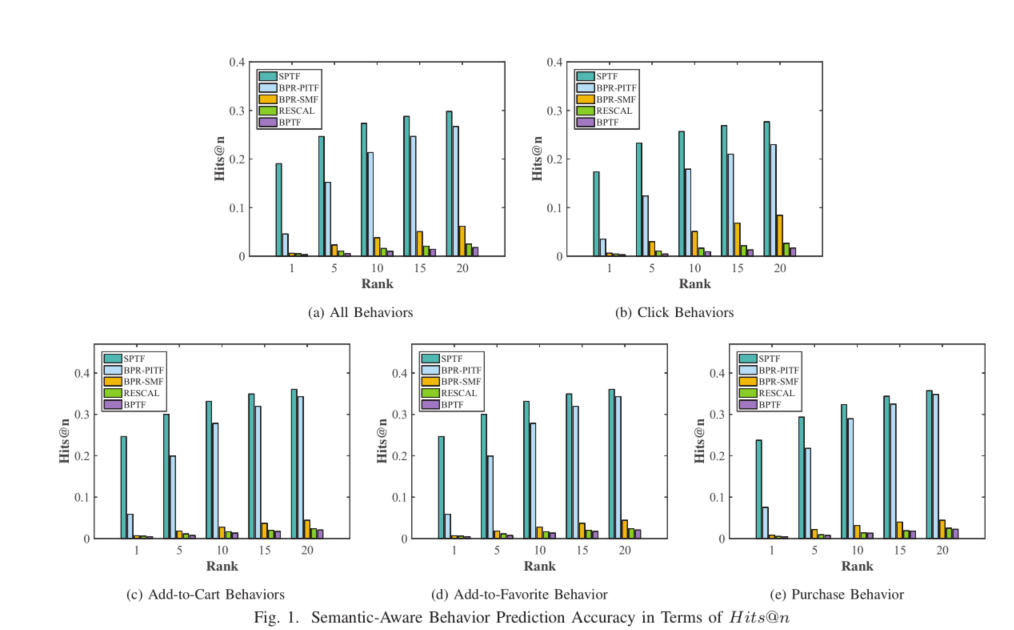 0.4
0.3
0.2
0.1
0
Hits@n
SPTF
BPR-PITF
BPR-SMF
RESCAL
BPTF
1 5 10 15 20
Rank
(a) All Behaviors
0.4
0.3
0.2
0.1
0
Hits@n
SPTF
BPR-PITF
BPR-SMF
RESCAL
BPTF
1 5 10 15 20
Rank
(b) Click Behaviors
0.4
0.3
0.2
0.1
0
Hits@n
SPTF
BPR-PITF
BPR-SMF
RESCAL
BPTF
1 5 10 15 20
Rank
(c) Add-to-Cart Behaviors
0.4
0.3
0.2
0.1
0
Hits@n
SPTF
BPR-PITF
BPR-SMF
RESCAL
BPTF
1 5 10 15 20
Rank
(d) Add-to-Favorite Behavior
0.4
0.3
0.2
0.1
0
Hits@n
SPTF
BPR-PITF
BPR-SMF
RESCAL
BPTF
1 5 10 15 20
Rank
(e) Purchase Behavior
Fig. 1. Semantic-Aware Behavior Prediction Accuracy in Terms of Hits@n